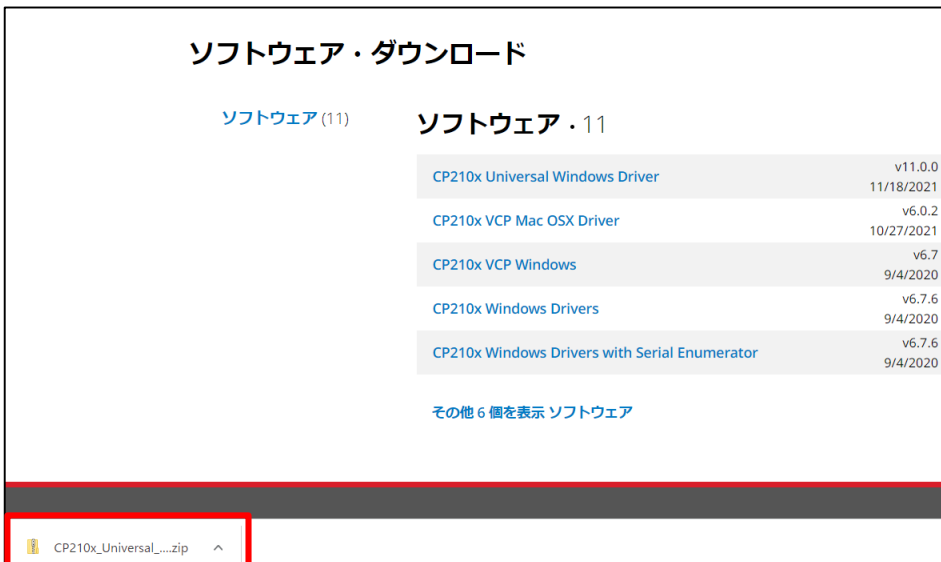 ソフトウェア・ダウンロード
ソフトウェア (11)
ソフトウェア · 11
CP210x Universal Windows Driver
v11.0.0
11/18/2021
CP210x VCP Mac OSX Driver
v6.0.2
10/27/2021
CP210x VCP Windows
v6.7
9/4/2020
CP210x Windows Drivers
v6.7.6
9/4/2020
CP210x Windows Drivers with Serial Enumerator
v6.7.6
9/4/2020
その他 6 個を表示 ソフトウェア
CP210x_Universal_....zip